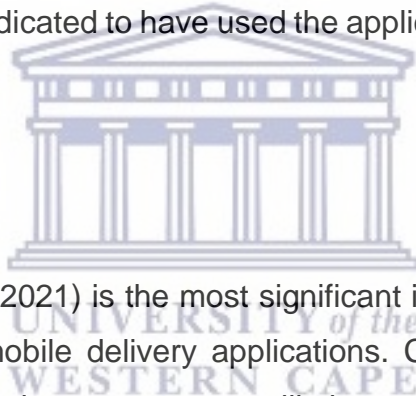 dicated to have used the applic
2021) is the most significant i
UNIVERSITY of the
nobile delivery applications. C
WESTERN CAPE